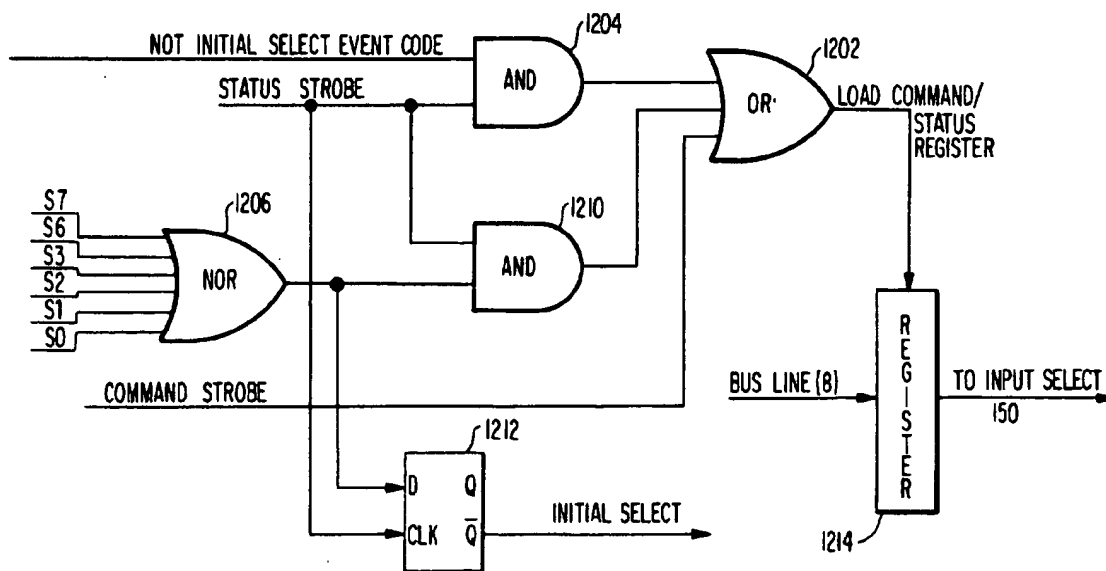 1204
NOT INITIAL SELECT EVENT CODE
1202
STATUS STROBE
AND
OR
LOAD COMMAND/
STATUS
REGISTER
S7
1206
1210
S6
S3
S2
NOR
AND
S1
S0
REGISTER
COMMAND STROBE
BUS LINE (8)
TO INPUT SELECT
150
1212
D Q
INITIAL SELECT
CLK Q̅
1214